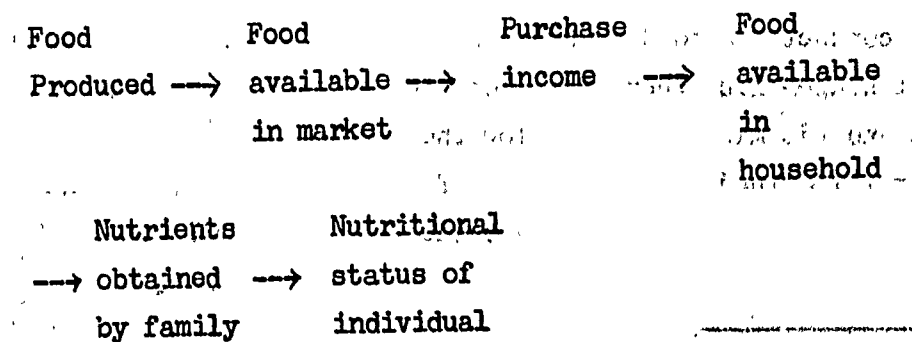 Food Food Purchase Food
Produced ---> available ---> income ---> available
in market in
household
Nutrients Nutritional
---> obtained ---> status of
by family individual